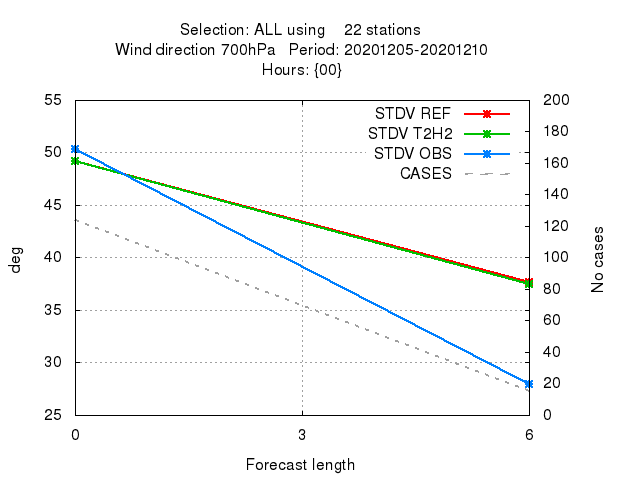 Selection: ALL using 22 stations
Wind direction 700hPa Period: 20201205-20201210
Hours: {00}
STDV REF
STDV T2H2
STDV OBS
CASES
55
50
45
40
35
30
25
deg
200
180
160
140
120
100
80
60
40
20
0
No cases
0 3 6
Forecast length